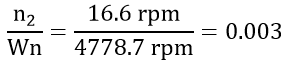 n₂/Wn = 16.6 rpm/4778.7 rpm = 0.003